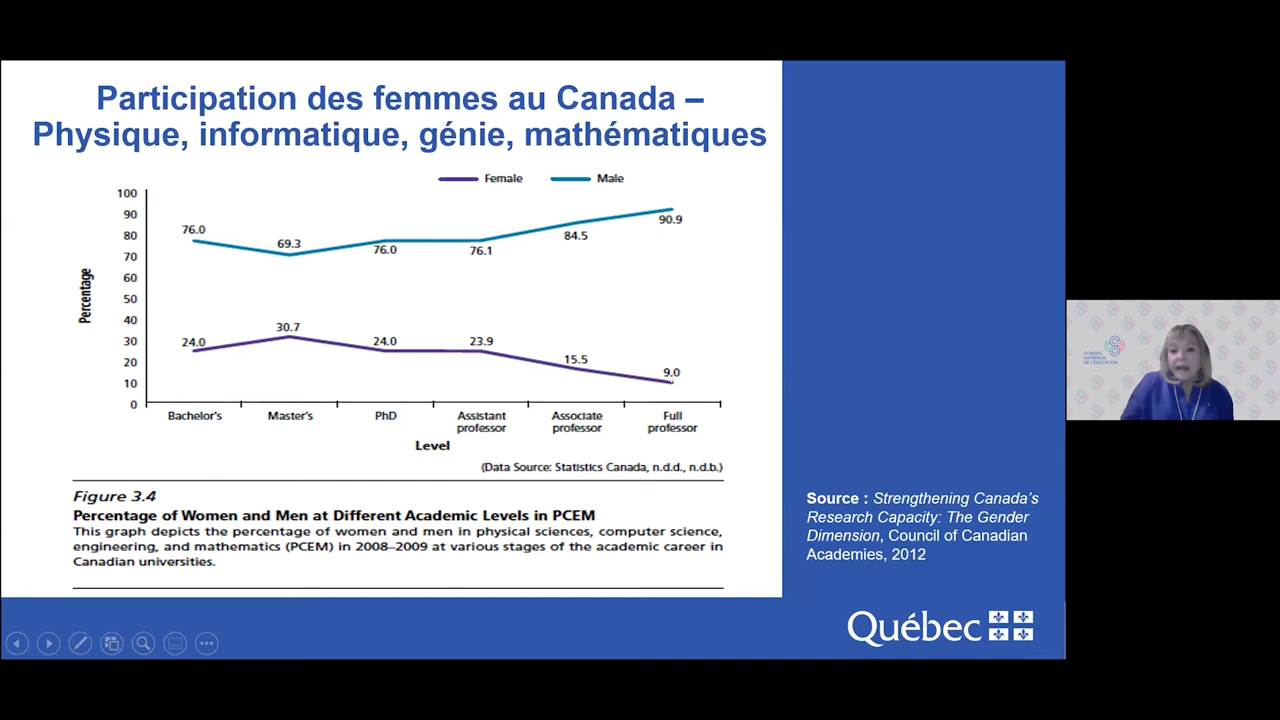 Participation des femmes au Canada –
Physique, informatique, génie, mathématiques
Female Male
100
90
80
70
60
50
40
30
20
10
0
Percentage
76.0
69.3
76.0
76.1
84.5
90.9
24.0
30.7
24.0
23.9
15.5
9.0
Bachelor's
Master's
PhD
Assistant
professor
Associate
professor
Full
professor
Level
(Data Source: Statistics Canada, n.d.d., n.d.b.)
Figure 3.4
Percentage of Women and Men at Different Academic Levels in PCEM
This graph depicts the percentage of women and men in physical sciences, computer science,
engineering, and mathematics (PCEM) in 2008–2009 at various stages of the academic career in
Canadian universities.
Source : Strengthening Canada's
Research Capacity: The Gender
Dimension, Council of Canadian
Academies, 2012
Québec
CONSEIL
SUPÉRIEUR
DE L'ÉDUCATION